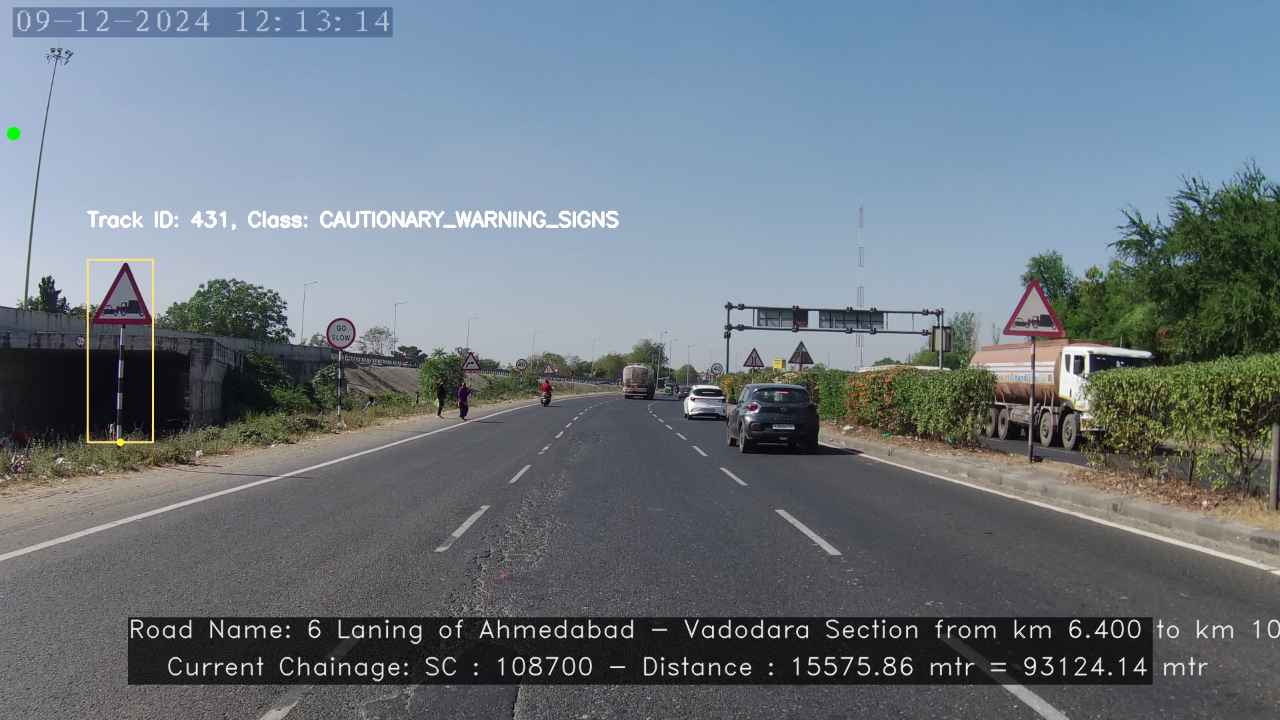 09-12-2024 12:13:14
Track ID: 431, Class: CAUTIONARY_WARNING_SIGNS
GO
SLOW
Road Name: 6 Laning of Ahmedabad - Vadodara Section from km 6.400 to km 10
Current Chainage: SC : 108700 - Distance : 15575.86 mtr = 93124.14 mtr